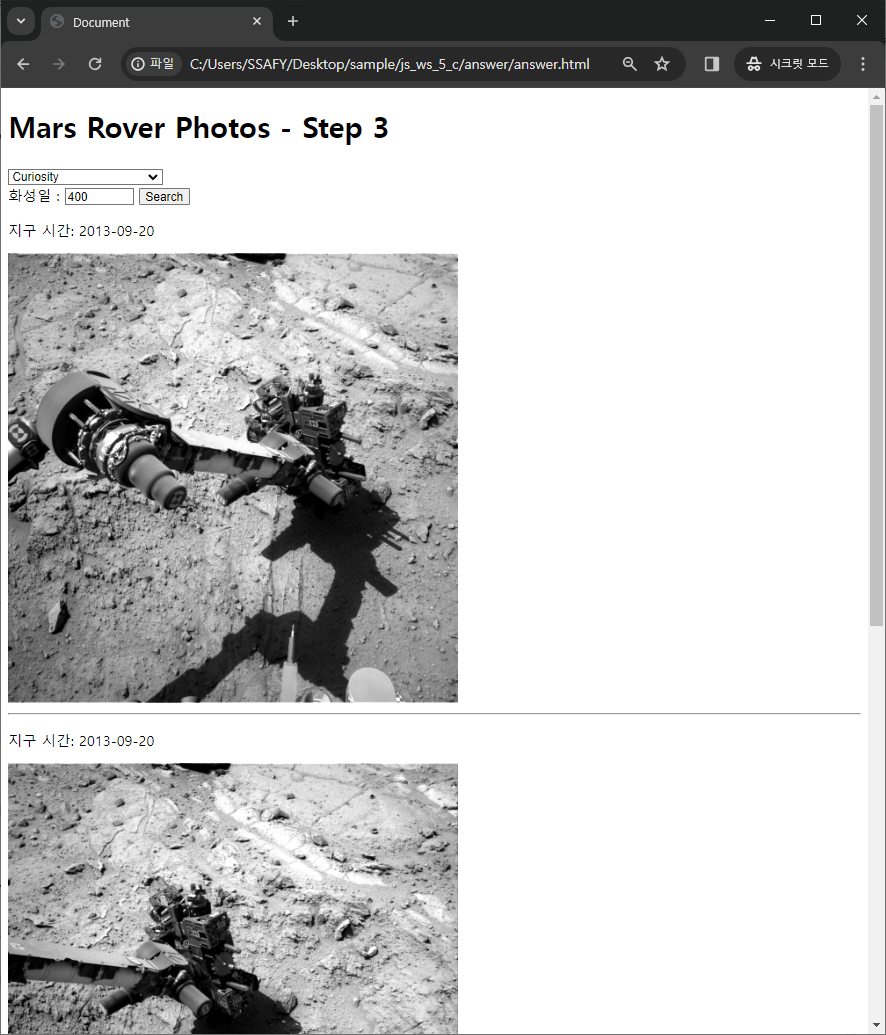 Document
파일
C:/Users/SSAFY/Desktop/sample/js_ws_5_c/answer/answer.html
시크릿 모드
Mars Rover Photos - Step 3
Curiosity
화성일 : 400 Search
지구 시간: 2013-09-20
지구 시간: 2013-09-20